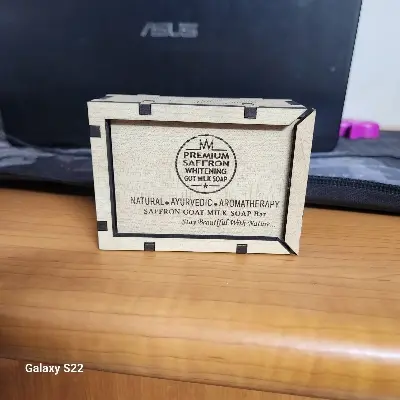 ASUS
PREMIUM
SAFFRON
WHITENING
GUT MILK SOAP
NATURAL • AYURVEDIC • AROMATHERAPY
SAFFRON GOAT MILK SOAP Bar
Stay Beautiful With Nature...
Galaxy S22